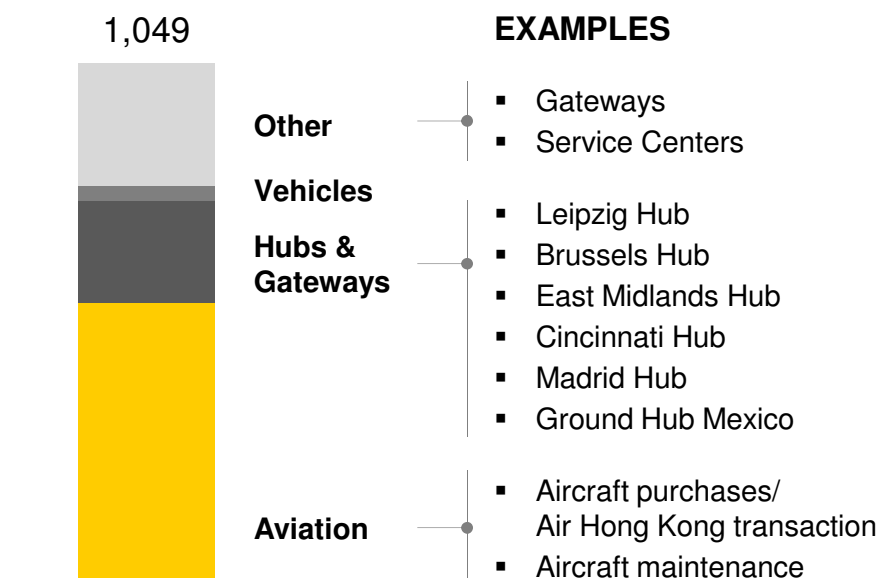 1,049
EXAMPLES
Other
▪ Gateways
▪ Service Centers
Vehicles
Hubs &
Gateways
▪ Leipzig Hub
▪ Brussels Hub
▪ East Midlands Hub
▪ Cincinnati Hub
▪ Madrid Hub
▪ Ground Hub Mexico
Aviation
▪ Aircraft purchases/
Air Hong Kong transaction
▪ Aircraft maintenance